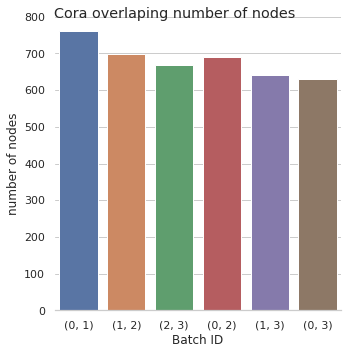 Cora overlaping number of nodes
800
700
600
500
400
300
200
100
0
number of nodes
(0, 1) (1, 2) (2, 3) (0, 2) (1, 3) (0, 3)
Batch ID